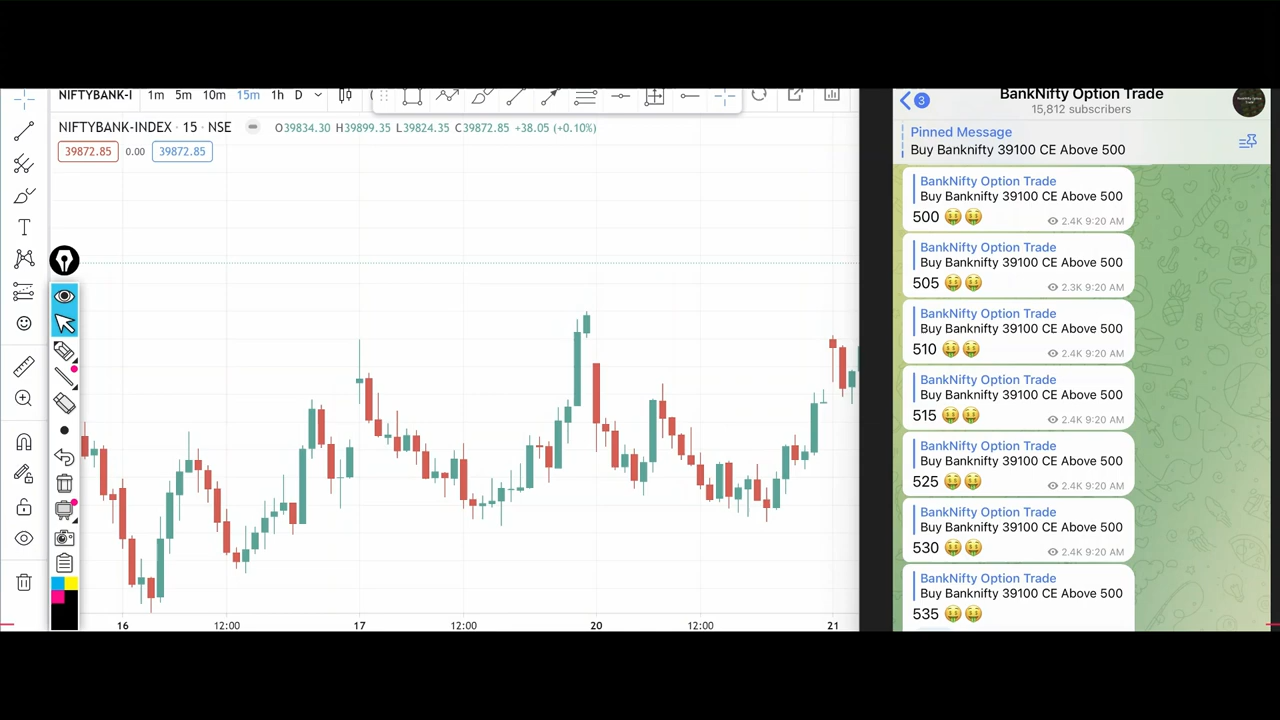 NIFTYBANK-I 1m 5m 10m 15m 1h D
NIFTYBANK-INDEX · 15 · NSE O39834.30 H39899.35 L39824.35 C39872.85 +38.05 (+0.10%)
39872.85 0.00 39872.85
16 12:00 17 12:00 20 12:00 21
3
BankNifty Option Trade
15,812 subscribers
Pinned Message
Buy Banknifty 39100 CE Above 500
BankNifty Option Trade
Buy Banknifty 39100 CE Above 500
500 🤑🤑 2.4K 9:20 AM
BankNifty Option Trade
Buy Banknifty 39100 CE Above 500
505 🤑🤑 2.3K 9:20 AM
BankNifty Option Trade
Buy Banknifty 39100 CE Above 500
510 🤑🤑 2.4K 9:20 AM
BankNifty Option Trade
Buy Banknifty 39100 CE Above 500
515 🤑🤑 2.4K 9:20 AM
BankNifty Option Trade
Buy Banknifty 39100 CE Above 500
525 🤑🤑 2.4K 9:20 AM
BankNifty Option Trade
Buy Banknifty 39100 CE Above 500
530 🤑🤑 2.4K 9:20 AM
BankNifty Option Trade
Buy Banknifty 39100 CE Above 500
535 🤑🤑